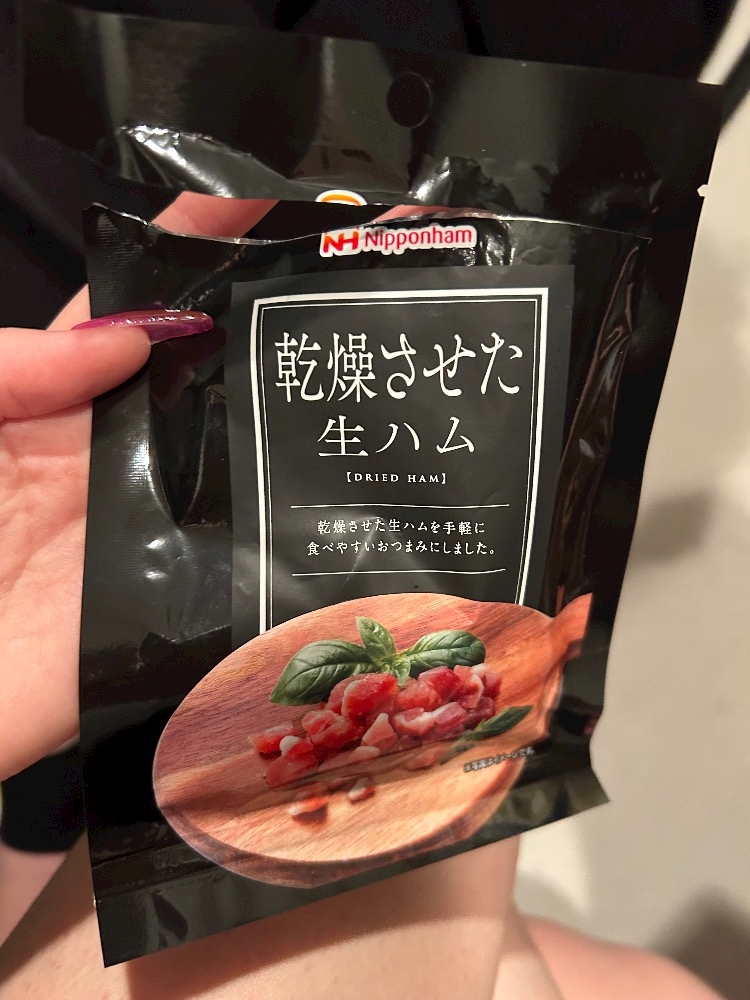 NH Nipponham
乾燥させた
生ハム
【DRIED HAM】
乾燥させた生ハムを手軽に
食べやすいおつまみにしました。